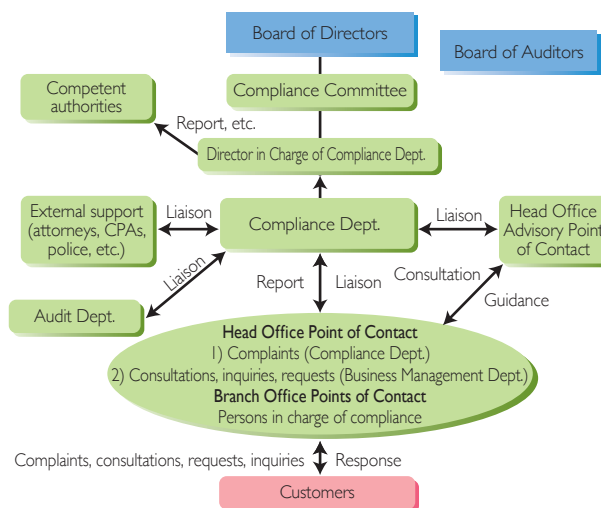 Board of Directors
Board of Auditors
Compliance Committee
Competent
authorities
Report, etc.
Director in Charge of Compliance Dept.
External support
(attorneys, CPAs,
police, etc.)
Liaison
Compliance Dept.
Liaison
Head Office
Advisory Point
of Contact
Liaison
Report
Liaison
Consultation
Guidance
Audit Dept.
Head Office Point of Contact
1) Complaints (Compliance Dept.)
2) Consultations, inquiries, requests (Business Management Dept.)
Branch Office Points of Contact
Persons in charge of compliance
Complaints, consultations, requests, inquiries
Response
Customers